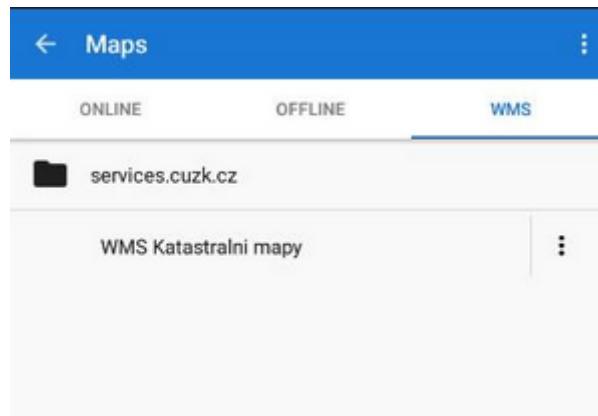 Maps
ONLINE OFFLINE WMS
services.cuzk.cz
WMS Katastralni mapy